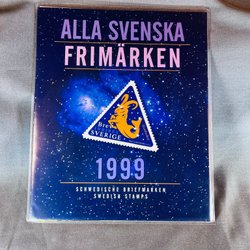 ALLA SVENSKA
FRIMÄRKEN
Brev
SVERIGE
1999
SCHWEDISCHE BRIEFMARKEN
SWEDISH STAMPS